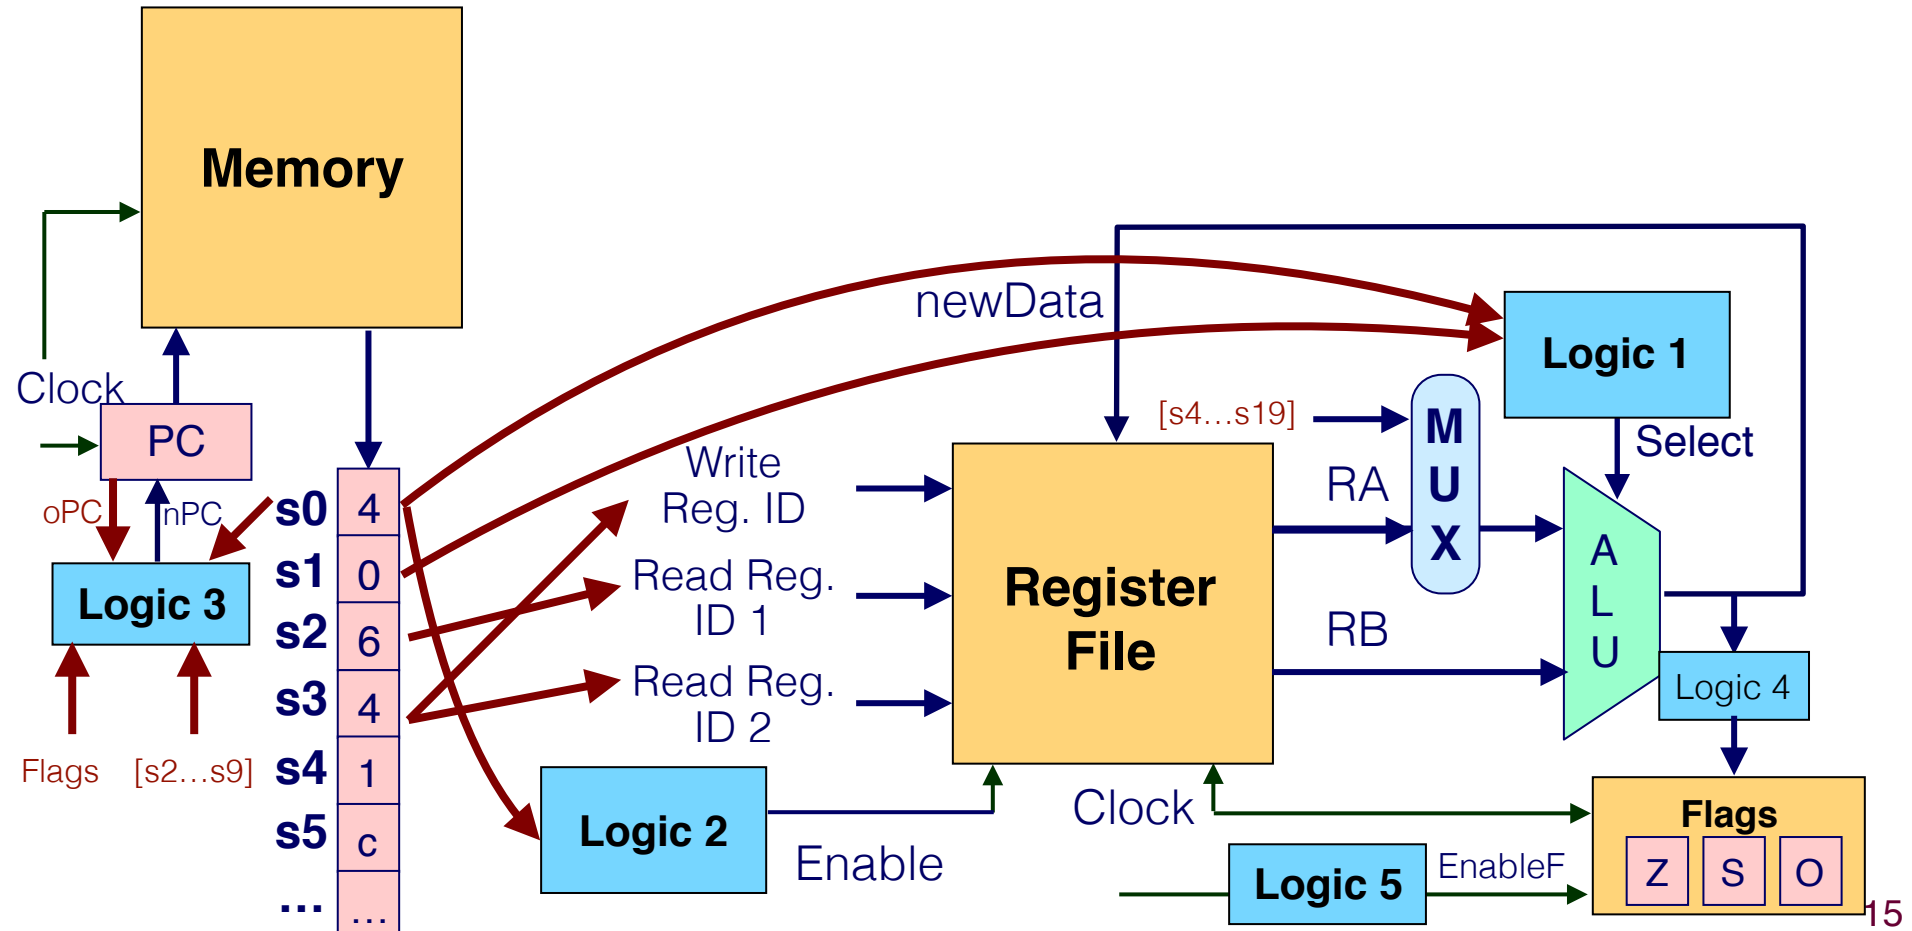 Memory
Clock
PC
oPC
nPC
Logic 3
Flags
[s2...s9]
s0
4
s1
0
s2
6
s3
4
s4
1
s5
c
...
...
Write
Reg. ID
Read Reg.
ID 1
Read Reg.
ID 2
Logic 2
Enable
newData
Register
File
[s4...s19]
RA
RB
M
U
X
Logic 1
Select
A
L
U
Logic 4
Clock
Flags
Z S O
Logic 5
EnableF
15